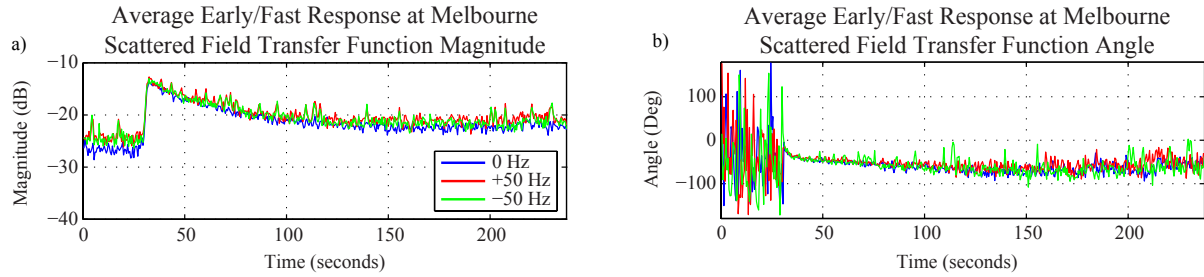 Average Early/Fast Response at Melbourne
Scattered Field Transfer Function Magnitude
a)
Magnitude (dB)
−10
−20
−30
−40
0 Hz
+50 Hz
−50 Hz
0
50
100
150
200
Time (seconds)
Average Early/Fast Response at Melbourne
Scattered Field Transfer Function Angle
b)
Angle (Deg)
100
0
−100
0
50
100
150
200
Time (seconds)